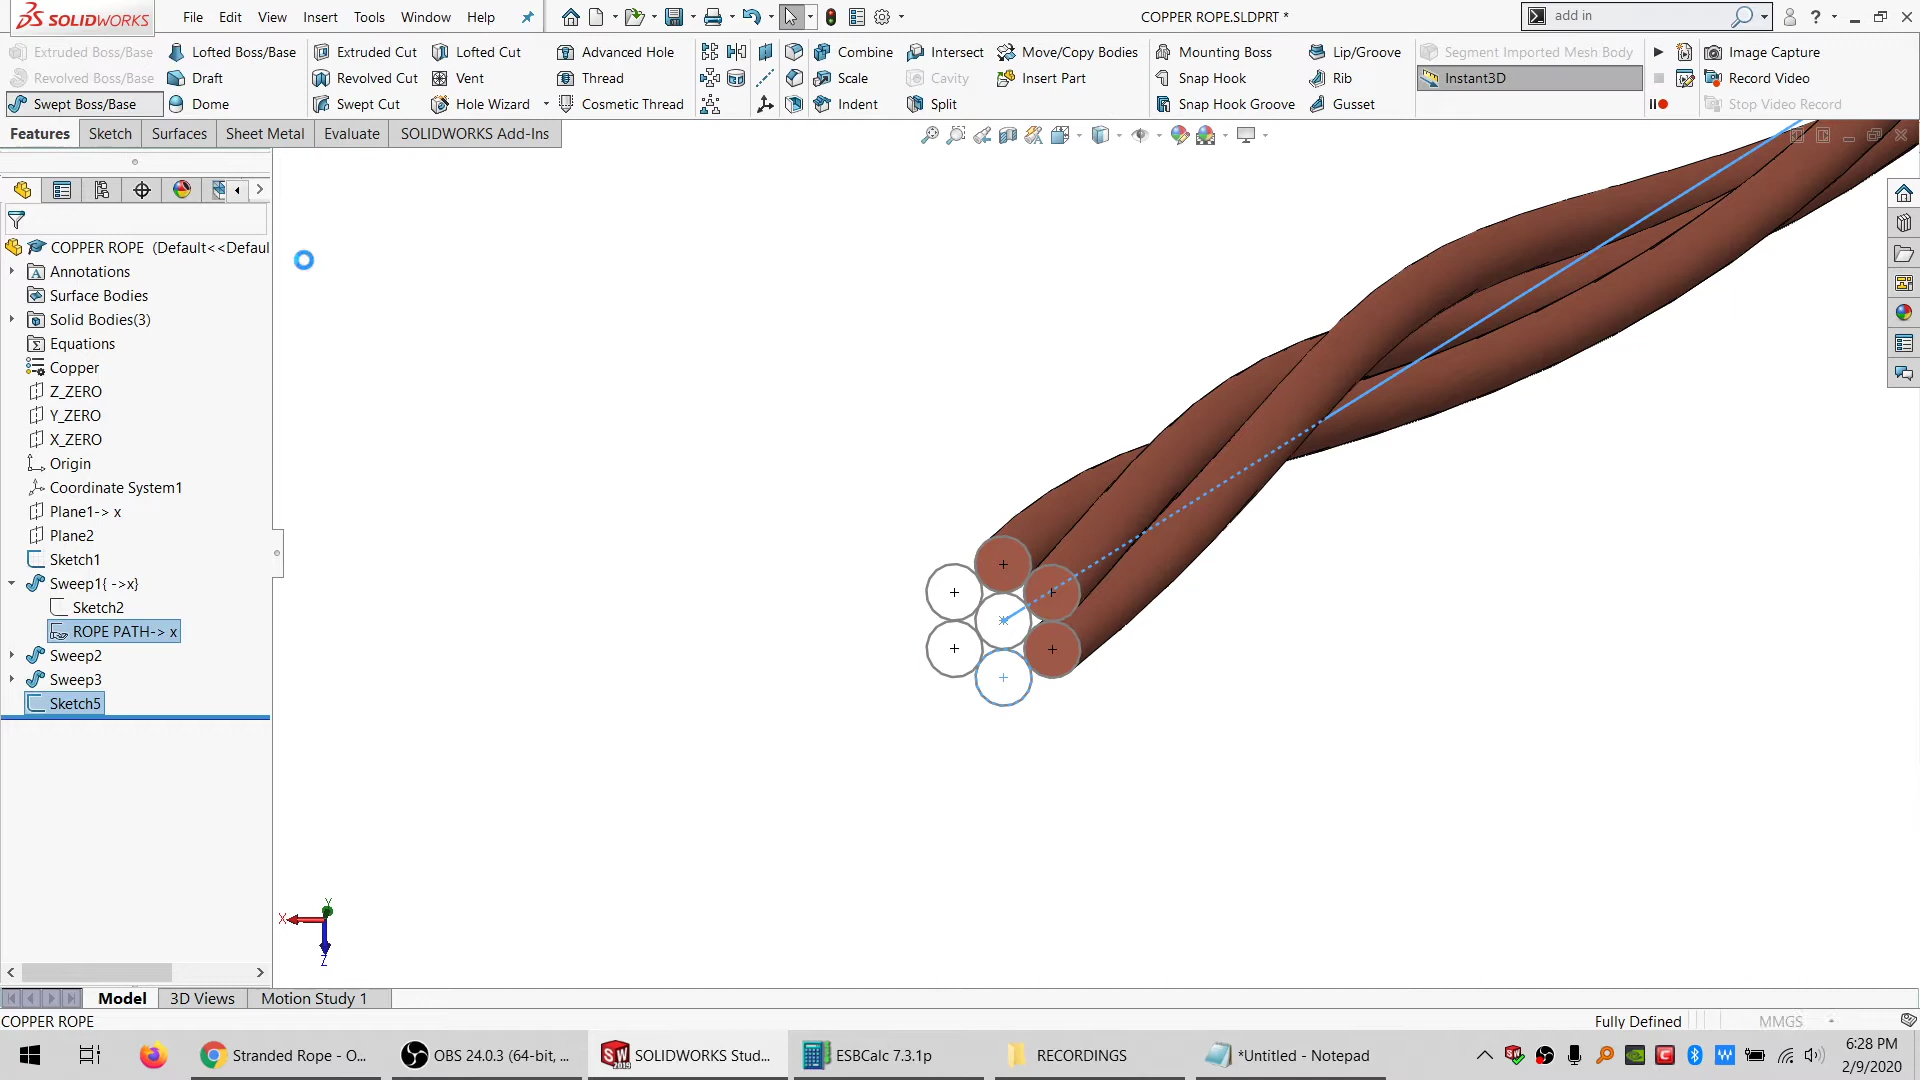 SOLIDWORKS
File Edit View Insert Tools Window Help
COPPER ROPE.SLDPRT *
add in
Extruded Boss/Base
Lofted Boss/Base
Extruded Cut
Lofted Cut
Advanced Hole
Combine
Intersect
Move/Copy Bodies
Mounting Boss
Lip/Groove
Segment Imported Mesh Body
Image Capture
Revolved Boss/Base
Draft
Revolved Cut
Vent
Thread
Scale
Cavity
Insert Part
Snap Hook
Rib
Instant3D
Record Video
Swept Boss/Base
Dome
Swept Cut
Hole Wizard
Cosmetic Thread
Indent
Split
Snap Hook Groove
Gusset
Stop Video Record
Features
Sketch
Surfaces
Sheet Metal
Evaluate
SOLIDWORKS Add-Ins
COPPER ROPE (Default<<Defaul
Annotations
Surface Bodies
Solid Bodies(3)
Equations
Copper
Z_ZERO
Y_ZERO
X_ZERO
Origin
Coordinate System1
Plane1-> x
Plane2
Sketch1
Sweep1{ ->x}
Sketch2
ROPE PATH-> x
Sweep2
Sweep3
Sketch5
Y
X
Z
Model
3D Views
Motion Study 1
COPPER ROPE
Fully Defined
MMGS
Stranded Rope - O...
OBS 24.0.3 (64-bit, ...
SOLIDWORKS Stud...
ESBCalc 7.3.1p
RECORDINGS
*Untitled - Notepad
6:28 PM
2/9/2020